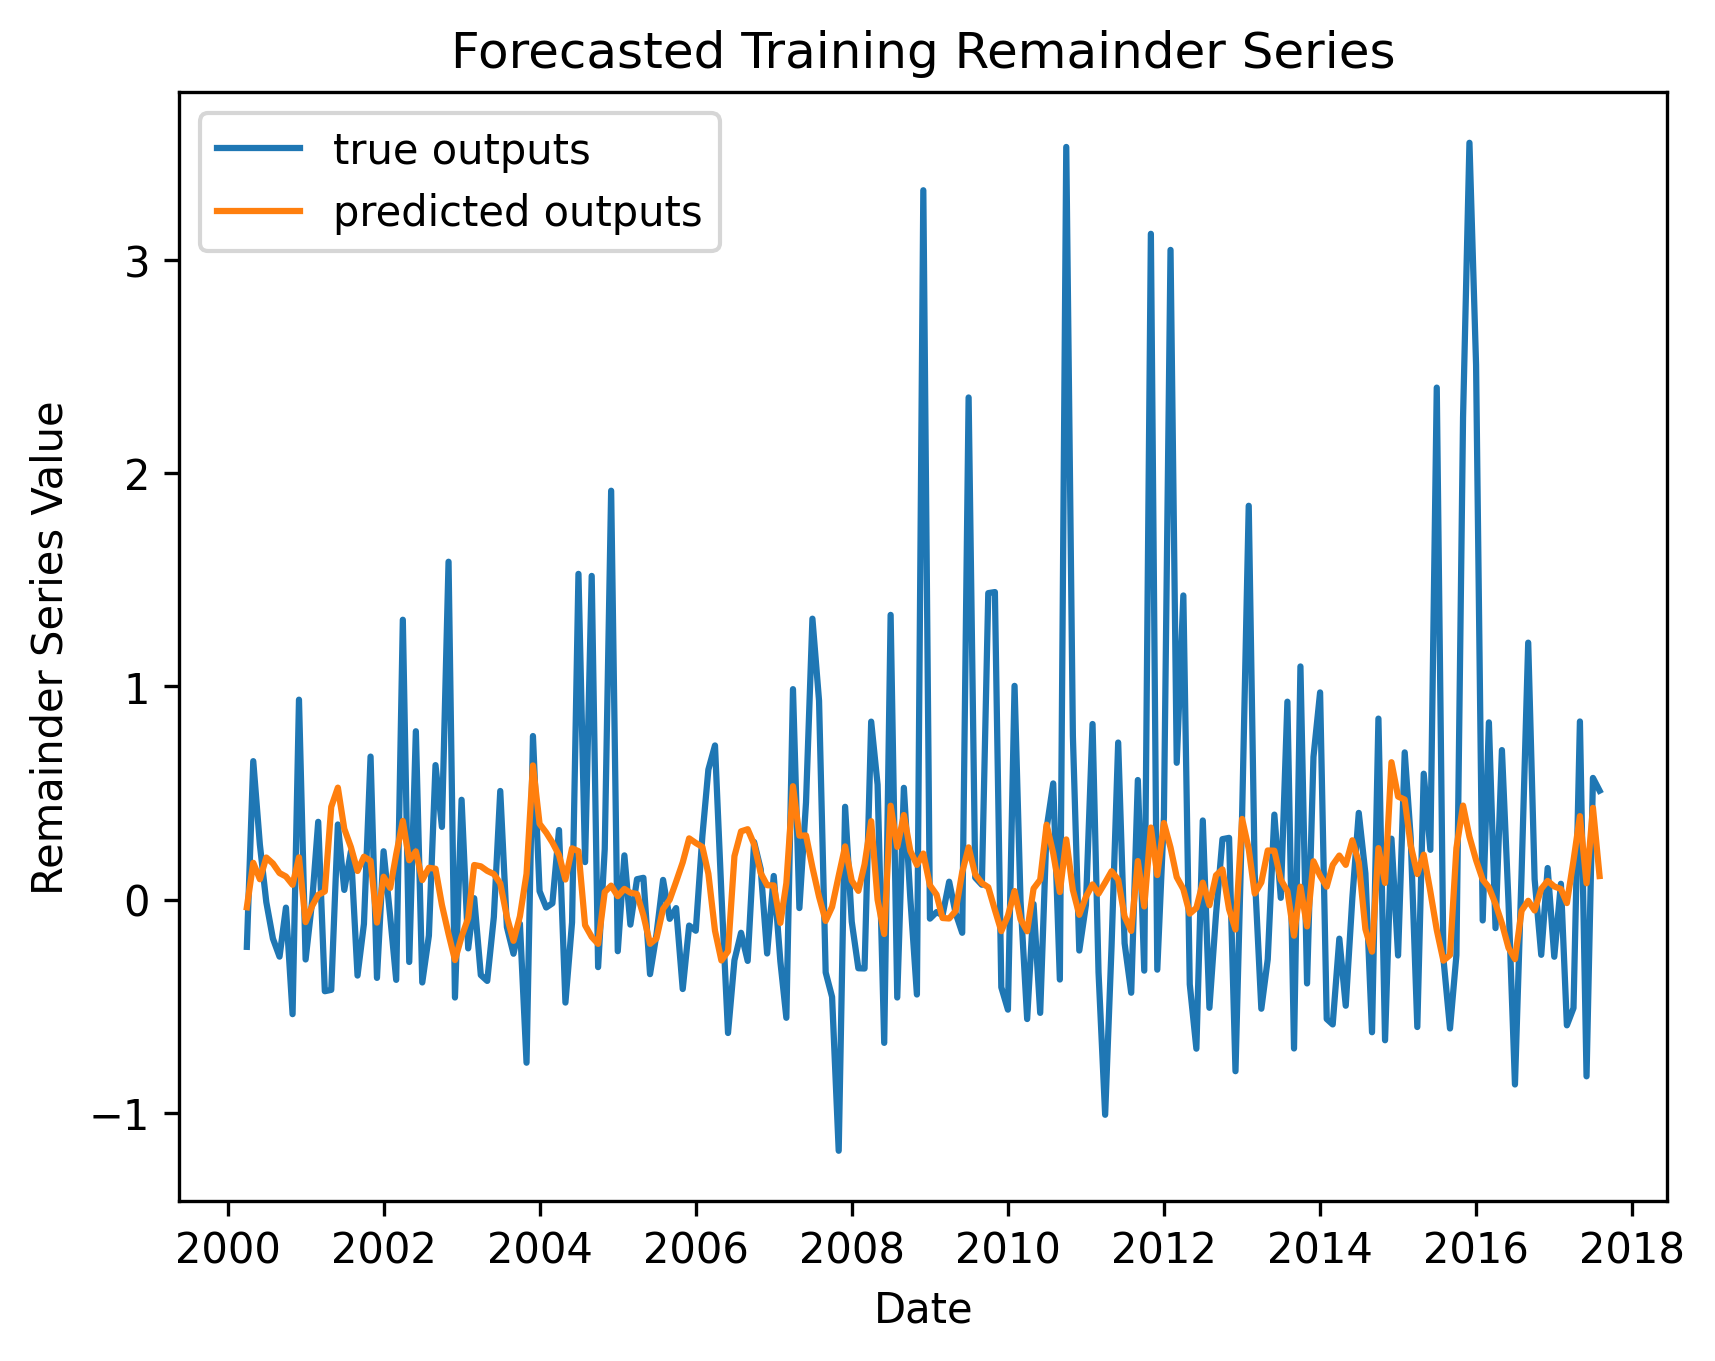 Forecasted Training Remainder Series
true outputs
predicted outputs
Remainder Series Value
3
2
1
0
−1
2000 2002 2004 2006 2008 2010 2012 2014 2016 2018
Date